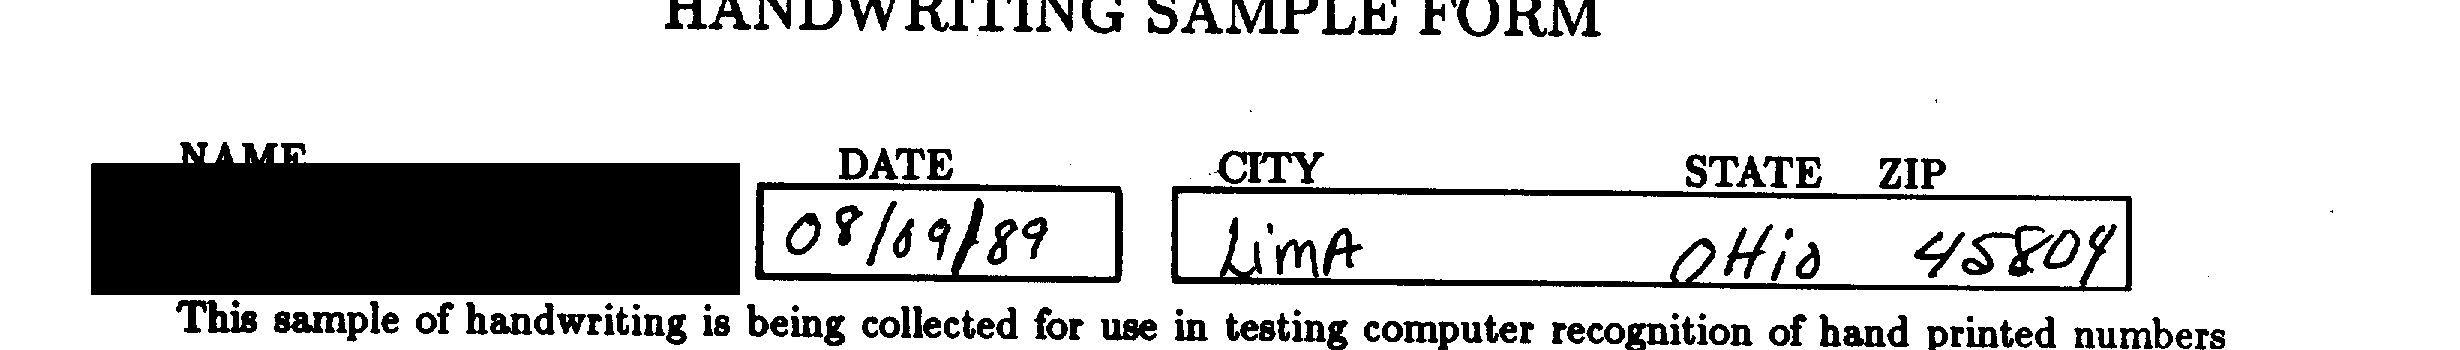 HANDWRITING SAMPLE FORM
NAME DATE CITY STATE ZIP
08/09/89 LimA OHio 45804
This sample of handwriting is being collected for use in testing computer recognition of hand printed numbers